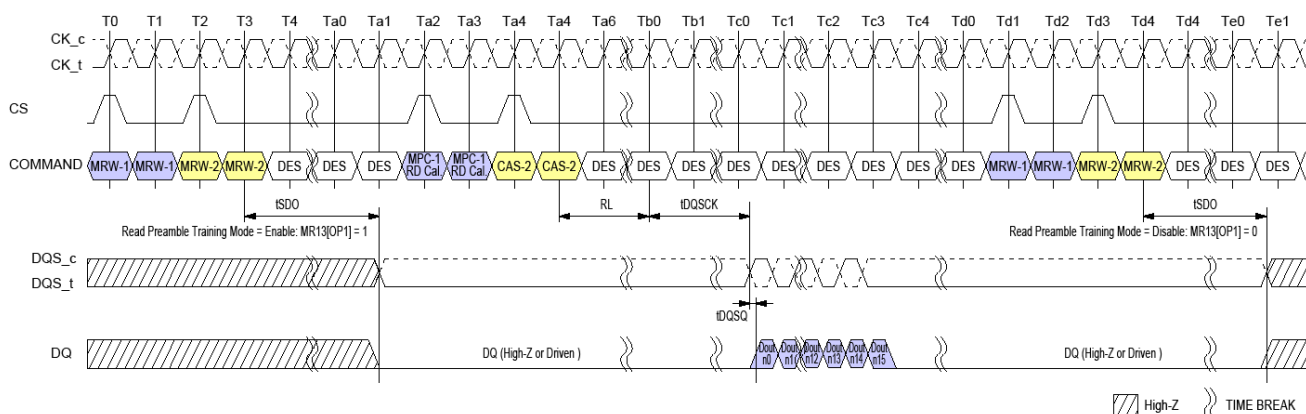 T0 T1 T2 T3 T4 Ta0 Ta1 Ta2 Ta3 Ta4 Ta4 Ta6 Tb0 Tb1 Tc0 Tc1 Tc2 Tc3 Tc4 Td0 Td1 Td2 Td3 Td4 Td4 Te0 Te1
CK_c
CK_t
CS
COMMAND MRW-1 MRW-1 MRW-2 MRW-2 DES DES DES MPC-1 RD Cal. MPC-1 RD Cal. CAS-2 CAS-2 DES DES DES DES DES DES DES DES DES MRW-1 MRW-1 MRW-2 MRW-2 DES DES DES
tSDO RL tDQSCK tSDO
Read Preamble Training Mode = Enable: MR13[OP1] = 1 Read Preamble Training Mode = Disable: MR13[OP1] = 0
DQS_c
DQS_t
tDQSQ
DQ DQ (High-Z or Driven ) Dout n0 Dout n1 Dout n12 Dout n13 Dout n14 Dout n15 DQ (High-Z or Driven )
High-Z TIME BREAK